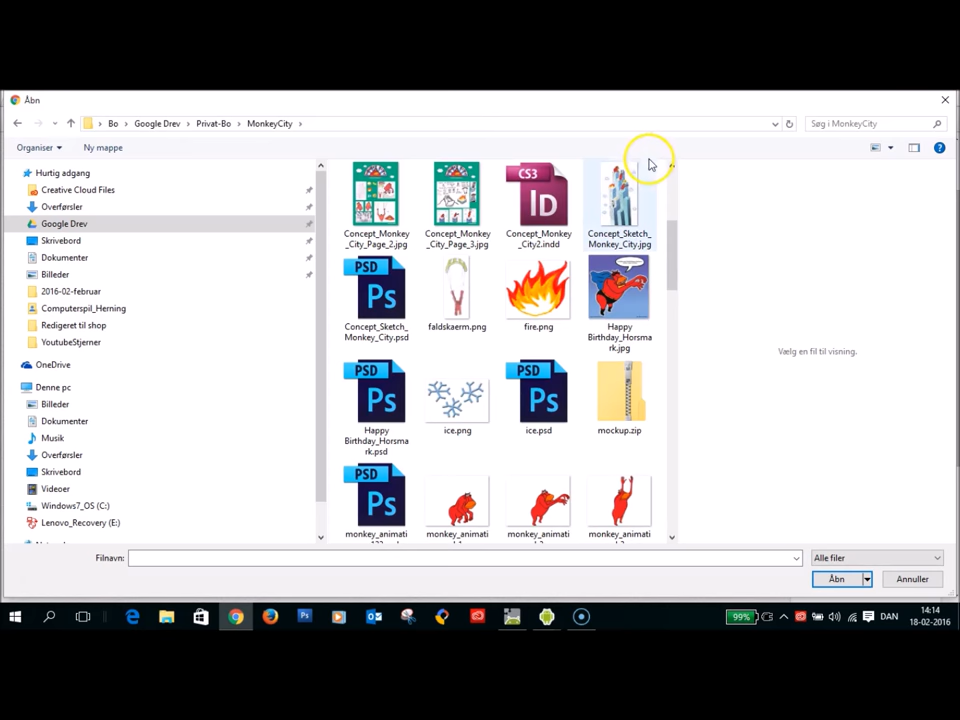 Åbn
Bo
Google Drev
Privat-Bo
MonkeyCity
Søg i MonkeyCity
Organiser
Ny mappe
Hurtig adgang
Creative Cloud Files
Overførsler
Google Drev
Skrivebord
Dokumenter
Billeder
2016-02-februar
Computerspil_Herning
Redigeret til shop
YoutubeStjerner
OneDrive
Denne pc
Billeder
Dokumenter
Musik
Overførsler
Skrivebord
Videoer
Windows7_OS (C:)
Lenovo_Recovery (E:)
Concept_Monkey
_City_Page_2.jpg
Concept_Monkey
_City_Page_3.jpg
CS3
Id
Concept_Monkey
_City2.indd
Concept_Sketch_
Monkey_City.jpg
PSD
Ps
Concept_Sketch_
Monkey_City.psd
faldskaerm.png
fire.png
Happy
Birthday_Horsma
rk.jpg
PSD
Ps
Happy
Birthday_Horsma
rk.psd
ice.png
PSD
Ps
ice.psd
mockup.zip
PSD
Ps
monkey_animati
monkey_animati
monkey_animati
monkey_animati
Vælg en fil til visning.
Filnavn:
Alle filer
Åbn
Annuller
99%
DAN
14:14
18-02-2016